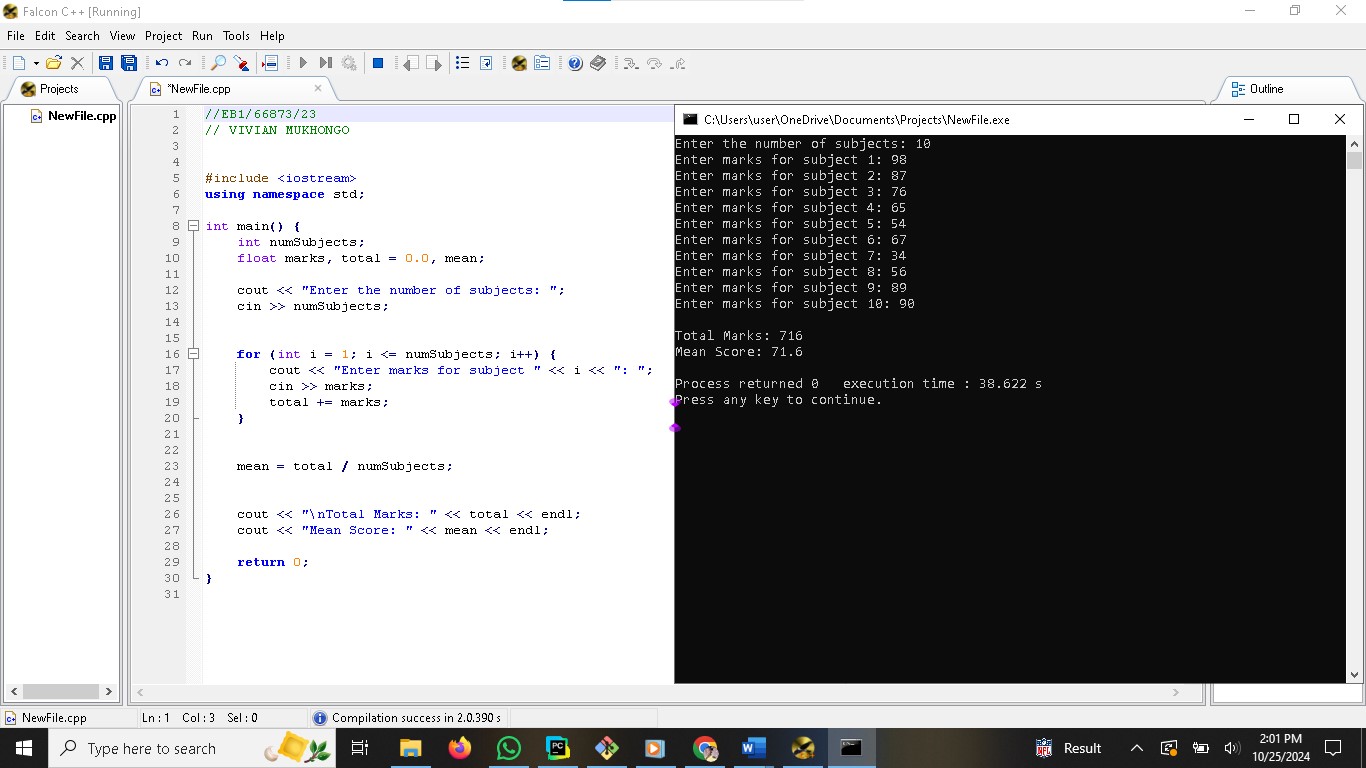 Falcon C++ [Running]
File Edit Search View Project Run Tools Help
Projects
*NewFile.cpp
Outline
NewFile.cpp
1 //EB1/66873/23
2 // VIVIAN MUKHONGO
3
4
5 #include <iostream>
6 using namespace std;
7
8 int main() {
9 int numSubjects;
10 float marks, total = 0.0, mean;
11
12 cout << "Enter the number of subjects: ";
13 cin >> numSubjects;
14
15
16 for (int i = 1; i <= numSubjects; i++) {
17 cout << "Enter marks for subject " << i << ": ";
18 cin >> marks;
19 total += marks;
20 }
21
22
23 mean = total / numSubjects;
24
25
26 cout << "\nTotal Marks: " << total << endl;
27 cout << "Mean Score: " << mean << endl;
28
29 return 0;
30 }
31
C:\Users\user\OneDrive\Documents\Projects\NewFile.exe
Enter the number of subjects: 10
Enter marks for subject 1: 98
Enter marks for subject 2: 87
Enter marks for subject 3: 76
Enter marks for subject 4: 65
Enter marks for subject 5: 54
Enter marks for subject 6: 67
Enter marks for subject 7: 34
Enter marks for subject 8: 56
Enter marks for subject 9: 89
Enter marks for subject 10: 90
Total Marks: 716
Mean Score: 71.6
Process returned 0 execution time : 38.622 s
Press any key to continue.
NewFile.cpp
Ln : 1 Col : 3 Sel : 0
Compilation success in 2.0.390 s
Type here to search
Result
2:01 PM
10/25/2024